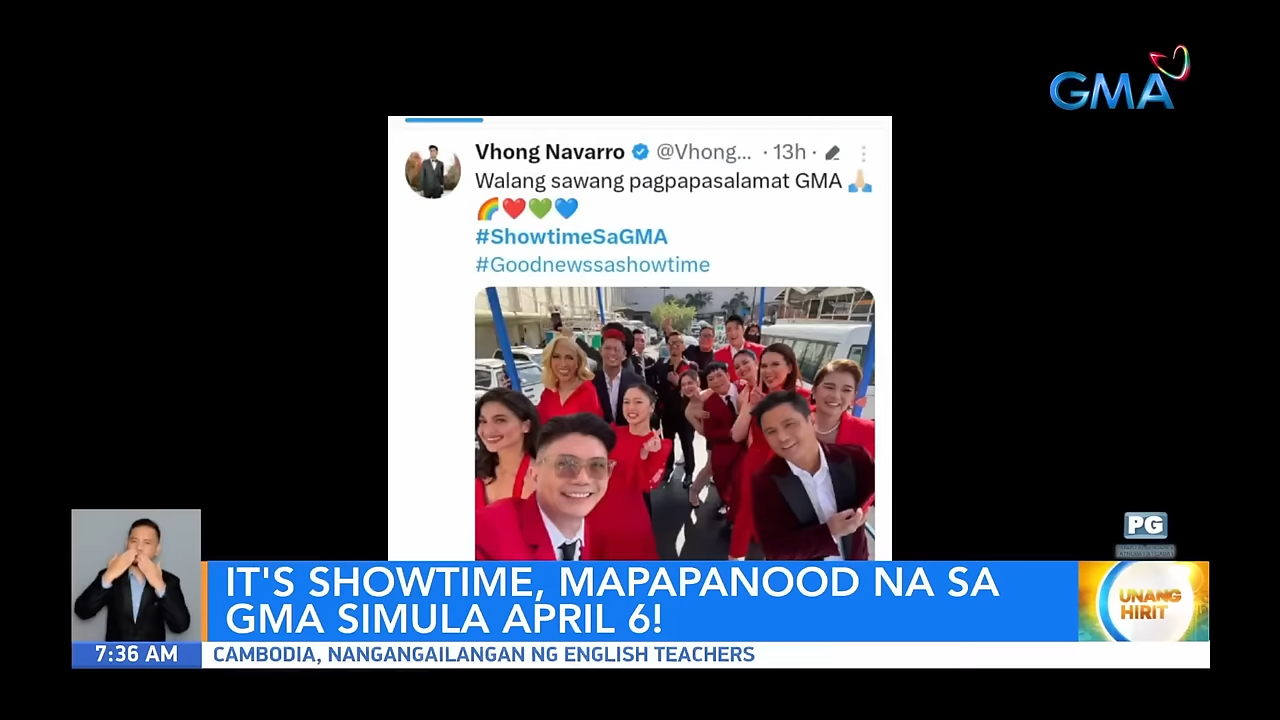 GMA
Vhong Navarro @Vhong... · 13h ·
Walang sawang pagpapasalamat GMA 🙏🏼
🌈❤️💚💙
#ShowtimeSaGMA
#Goodnewssashowtime
PG
IT'S SHOWTIME, MAPAPANOOD NA SA
GMA SIMULA APRIL 6!
UNANG
HIRIT
7:36 AM
CAMBODIA, NANGANGAILANGAN NG ENGLISH TEACHERS